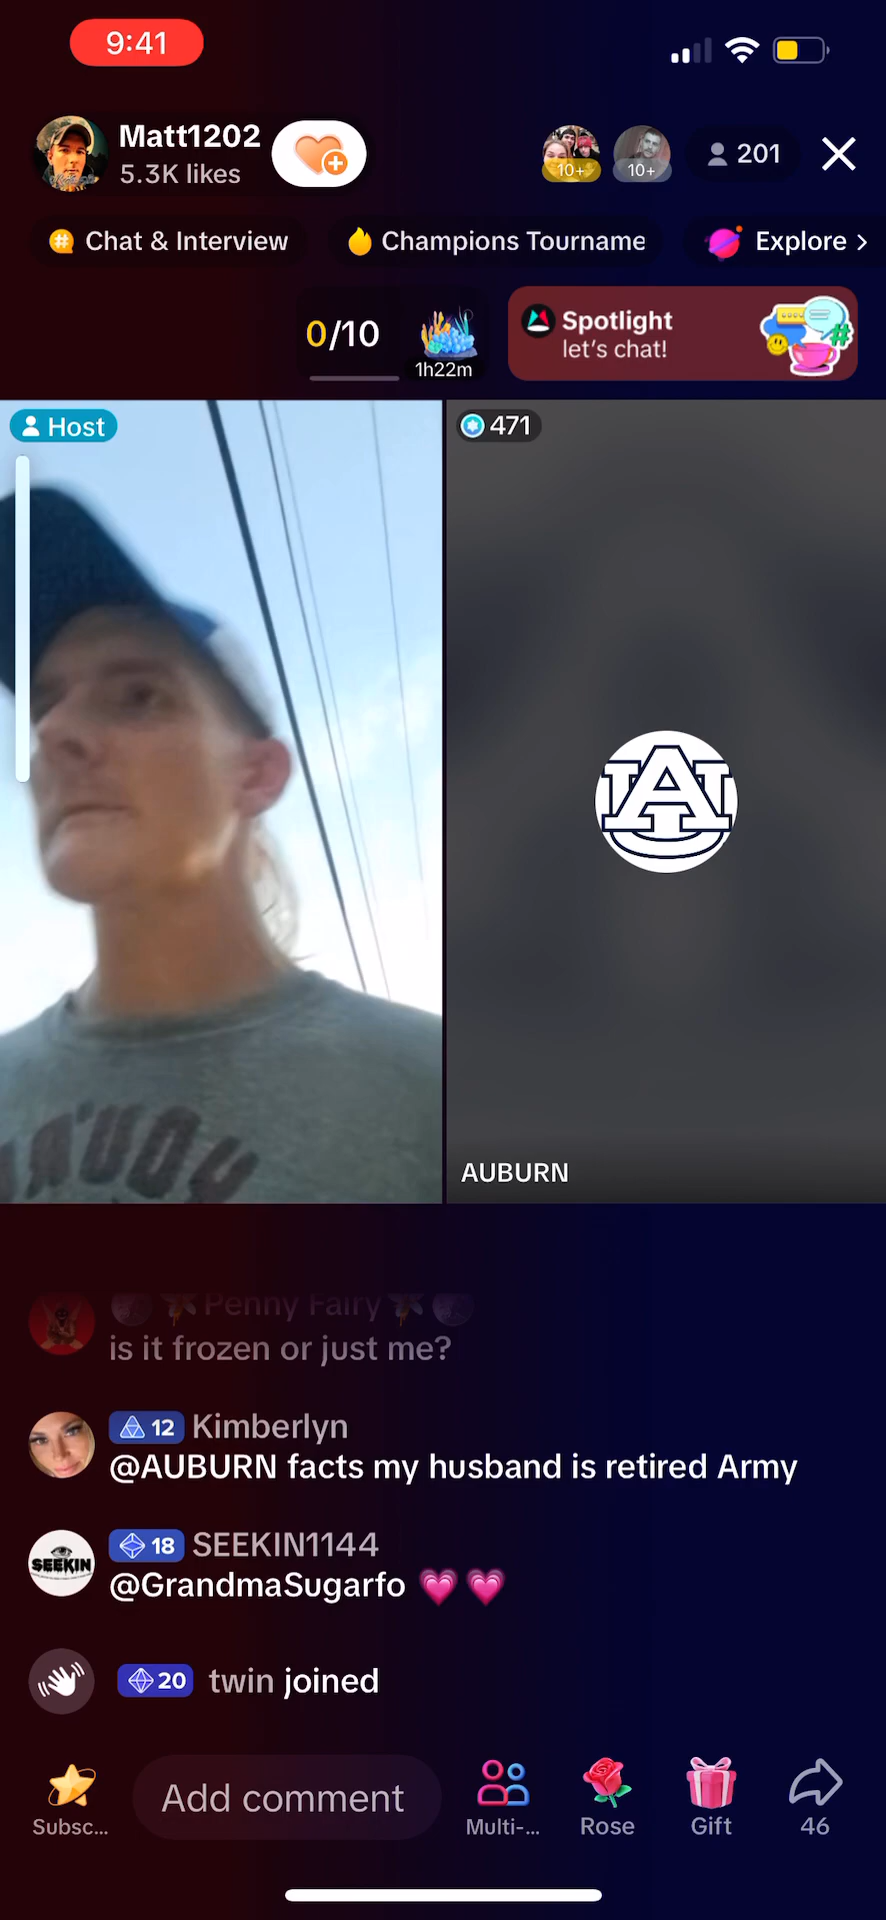 9:41
Matt1202
5.3K likes
10+
10+
201
Chat & Interview
Champions Tourname
Explore >
0/10
1h22m
Spotlight
let's chat!
Host
471
AU
AUBURN
Penny Fairy
is it frozen or just me?
12 Kimberlyn
@AUBURN facts my husband is retired Army
SEEKIN
18 SEEKIN1144
@GrandmaSugarfo 💗 💗
20 twin joined
Subsc...
Add comment
Multi-...
Rose
Gift
46